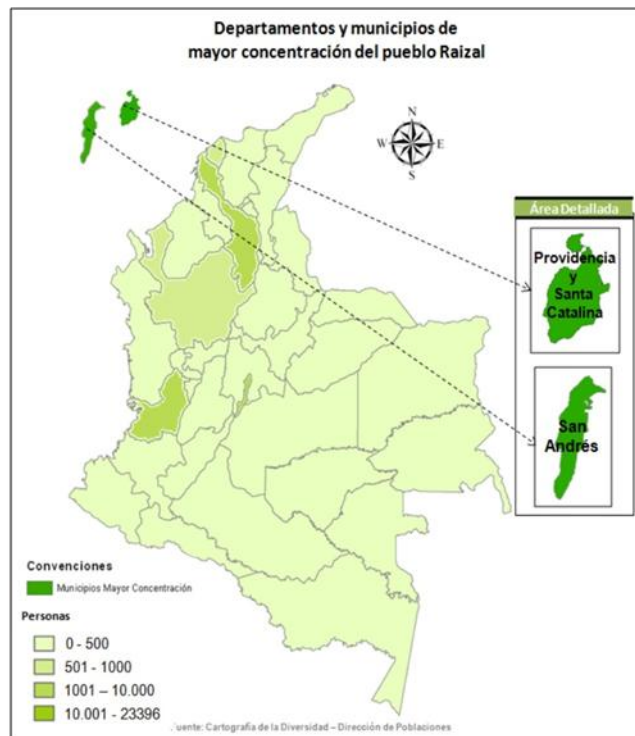 Departamentos y municipios de
mayor concentración del pueblo Raizal
N
W E
S
Área Detallada
Providencia
y
Santa
Catalina
San
Andrés
Convenciones
Municipios Mayor Concentración
Personas
0 - 500
501 - 1000
1001 – 10.000
10.001 - 23396
uente: Cartografía de la Diversidad – Dirección de Poblaciones